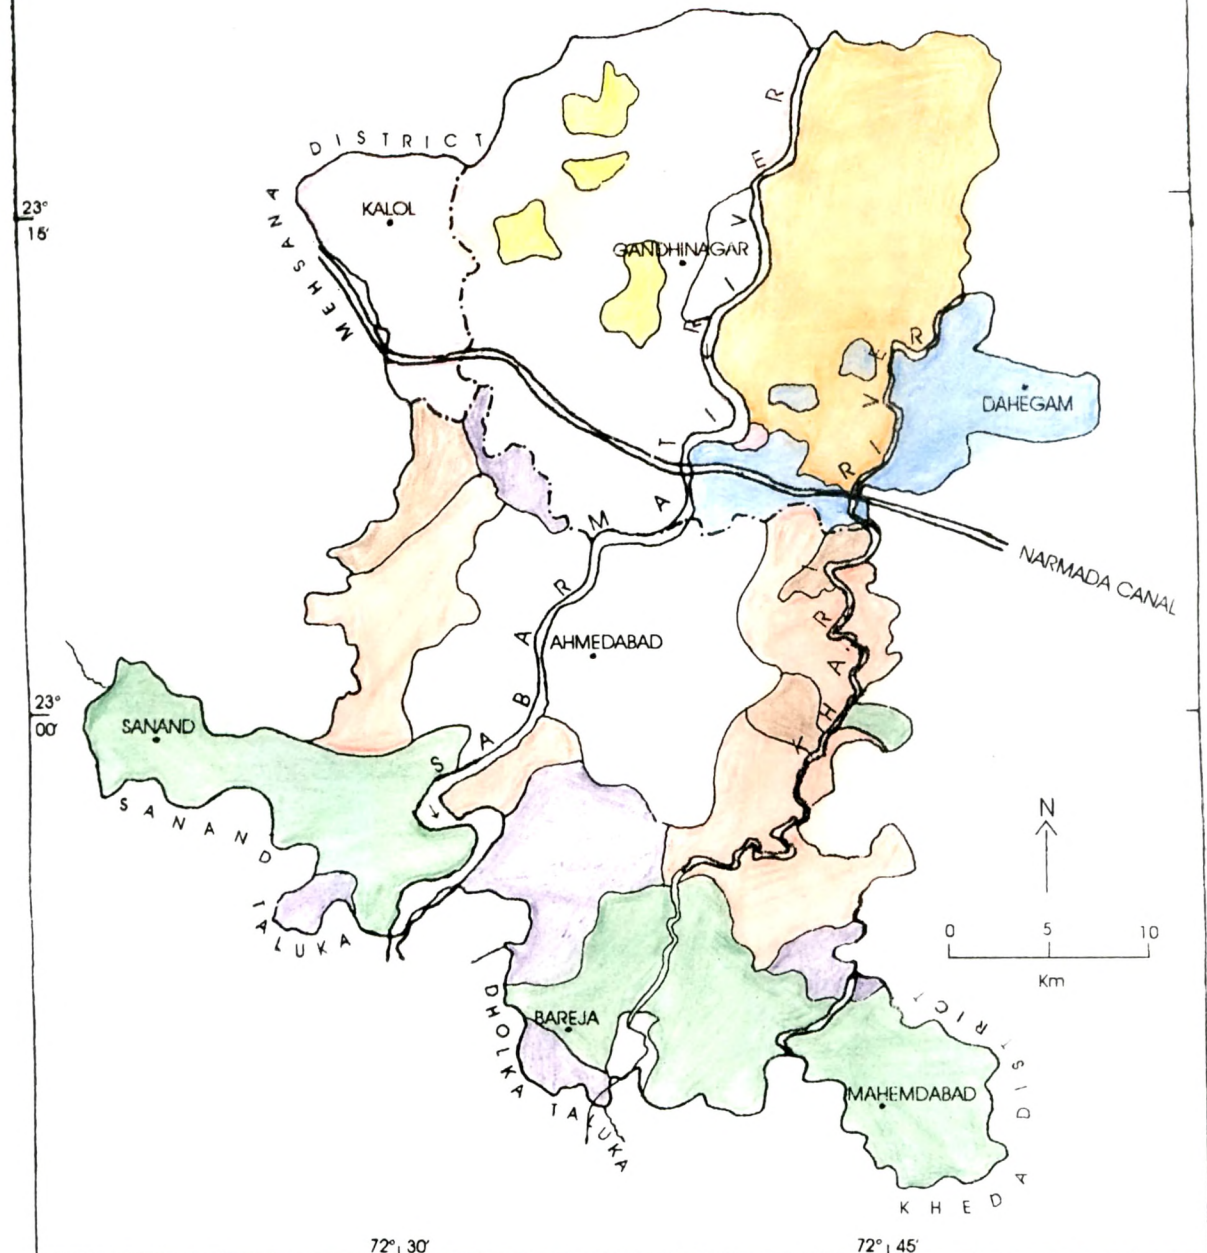 DISTRICT
MEHSANA
KALOL
23°
15'
GANDHINAGAR
SABARMATI RIVER
KHARI RIVER
DAHEGAM
NARMADA CANAL
AHMEDABAD
23°
00'
SANAND
SANAND TALUKA
N
0 5 10
Km
BAREJA
DHOLKA TALUKA
MAHEMDABAD
KHEDA DISTRICT
72° 30'
72° 45'